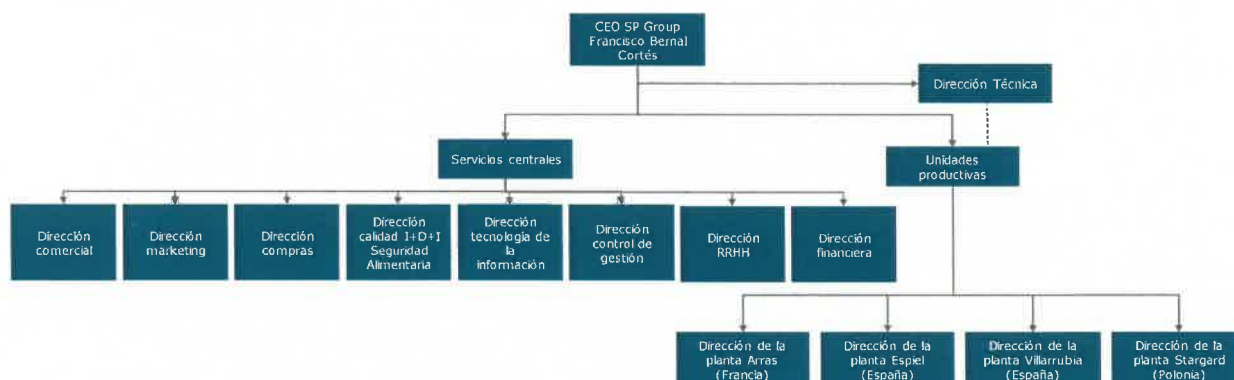 CEO SP Group
Francisco Bernal
Cortés
Dirección Técnica
Servicios centrales
Unidades
productivas
Dirección
comercial
Dirección
marketing
Dirección
compras
Dirección
calidad I+D+I
Seguridad
Alimentaria
Dirección
tecnología de
la
información
Dirección
control de
gestión
Dirección
RRHH
Dirección
financiera
Dirección de la
planta Arras
(Francia)
Dirección de la
planta Espiel
(España)
Dirección de la
planta Villarrubia
(España)
Dirección de la
planta Stargard
(Polonia)